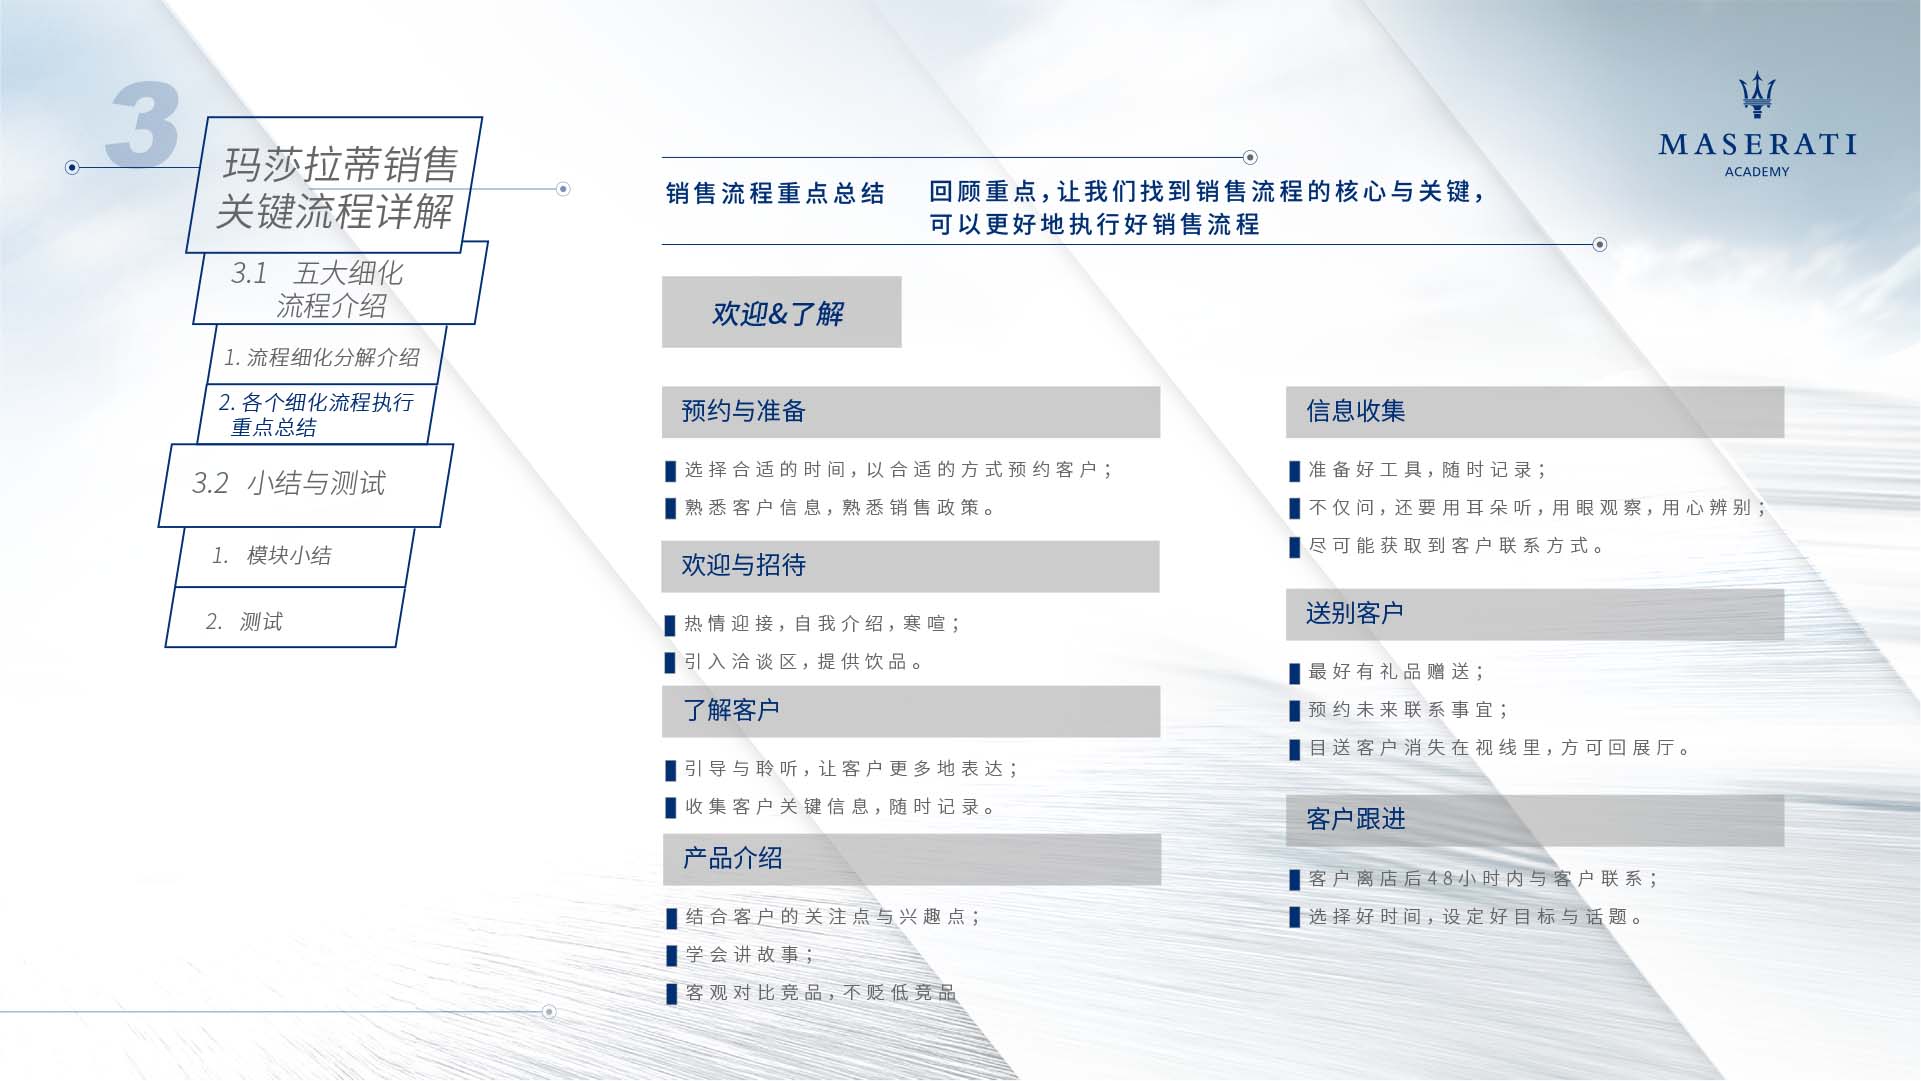 3
玛莎拉蒂销售
关键流程详解
3.1 五大细化
流程介绍
1. 流程细化分解介绍
2. 各个细化流程执行
重点总结
3.2 小结与测试
1. 模块小结
2. 测试
MASERATI
ACADEMY
销售流程重点总结
回顾重点，让我们找到销售流程的核心与关键，
可以更好地执行好销售流程
欢迎&了解
预约与准备
选择合适的时间，以合适的方式预约客户；
熟悉客户信息，熟悉销售政策。
欢迎与招待
热情迎接，自我介绍，寒喧；
引入洽谈区，提供饮品。
了解客户
引导与聆听，让客户更多地表达；
收集客户关键信息，随时记录。
产品介绍
结合客户的关注点与兴趣点；
学会讲故事；
客观对比竞品，不贬低竞品
信息收集
准备好工具，随时记录；
不仅问，还要用耳朵听，用眼观察，用心辨别；
尽可能获取到客户联系方式。
送别客户
最好有礼品赠送；
预约未来联系事宜；
目送客户消失在视线里，方可回展厅。
客户跟进
客户离店后48小时内与客户联系；
选择好时间，设定好目标与话题。